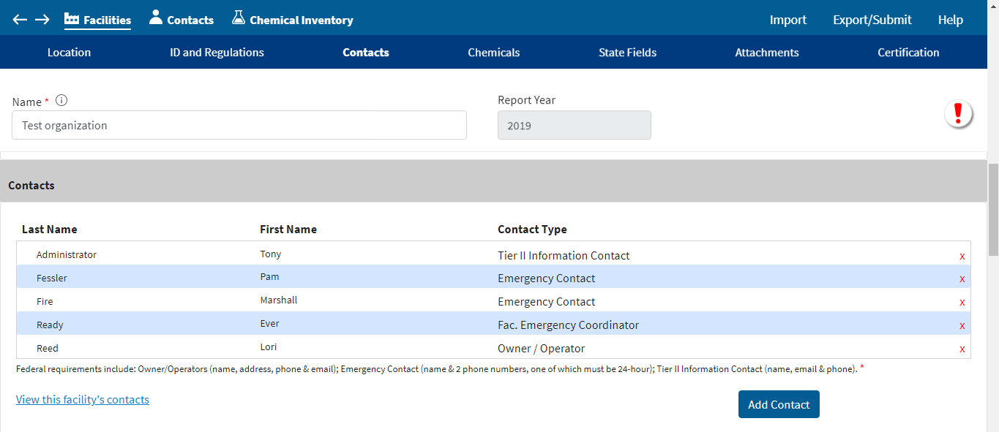 Facilities Contacts Chemical Inventory Import Export/Submit Help
Location ID and Regulations Contacts Chemicals State Fields Attachments Certification
Name * Report Year
Test organization 2019
Contacts
Last Name First Name Contact Type
Administrator Tony Tier II Information Contact x
Fessler Pam Emergency Contact x
Fire Marshall Emergency Contact x
Ready Ever Fac. Emergency Coordinator x
Reed Lori Owner / Operator x
Federal requirements include: Owner/Operators (name, address, phone & email); Emergency Contact (name & 2 phone numbers, one of which must be 24-hour); Tier II Information Contact (name, email & phone). *
View this facility's contacts Add Contact